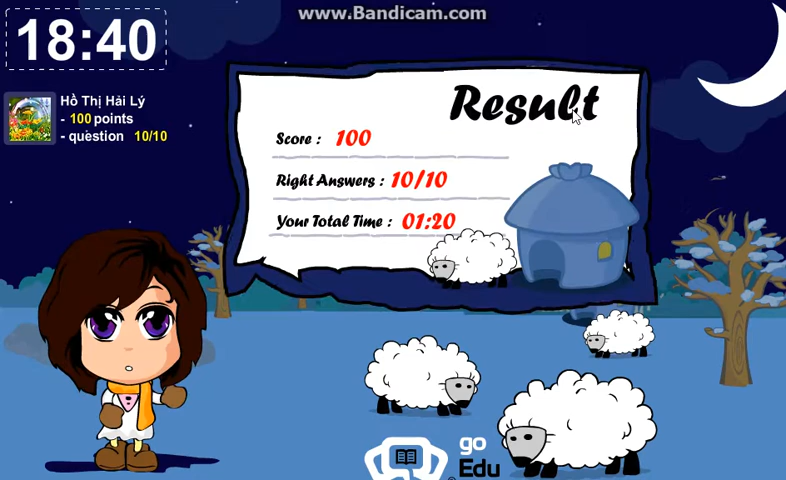 www.Bandicam.com
18:40
Hồ Thị Hải Lý
- 100 points
- question 10/10
Result
Score : 100
Right Answers : 10/10
Your Total Time : 01:20
go
Edu